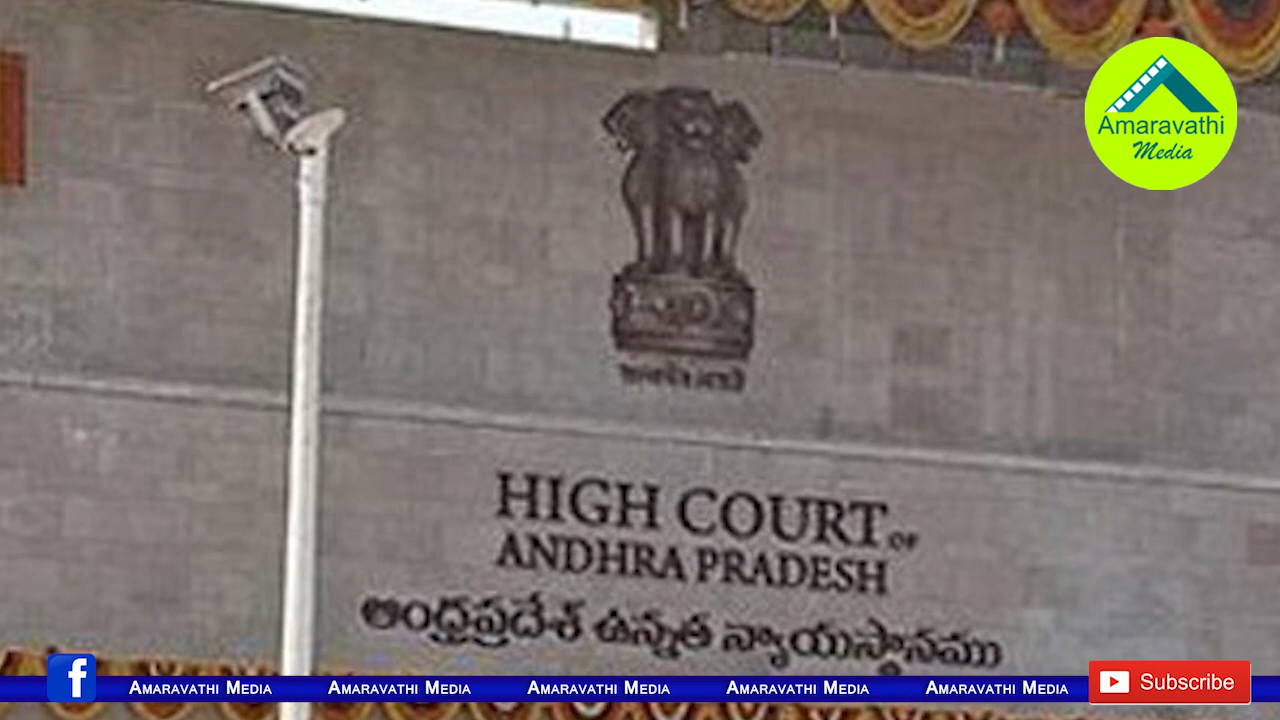 Amaravathi
Media
HIGH COURT OF
ANDHRA PRADESH
ఆంధ్రప్రదేశ్ ఉన్నత న్యాయస్థానము
f Amaravathi Media Amaravathi Media Amaravathi Media Amaravathi Media Amaravathi Media Subscribe